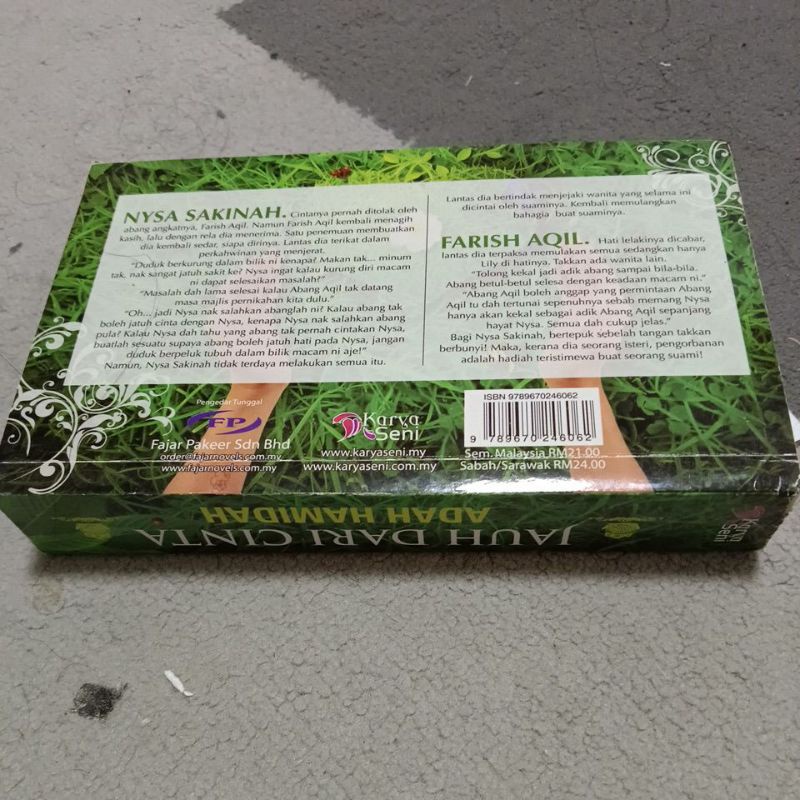 NYSA SAKINAH. Cintanya pernah ditolak oleh
abang angkatnya, Farish Aqil. Namun Farish Aqil kembali menagih
kasih, lalu dengan rela dia menerima. Satu penemuan membuatkan
dia kembali sedar, siapa dirinya. Lantas dia terikat dalam
perkahwinan yang menjerat.
“Duduk berkurung dalam bilik ni kenapa? Makan tak... minum
tak, nak sangat jatuh sakit ke? Nysa ingat kalau kurung diri macam
ni dapat selesaikan masalah?”
“Masalah dah lama selesai kalau Abang Aqil tak datang
masa majlis pernikahan kita dulu.”
“Oh... jadi Nysa nak salahkan abanglah ni? Kalau abang tak
boleh jatuh cinta dengan Nysa, kenapa Nysa nak salahkan abang
pula? Kalau Nysa dah tahu yang abang tak pernah cintakan Nysa,
buatlah sesuatu supaya abang boleh jatuh hati pada Nysa, jangan
duduk berpeluk tubuh dalam bilik macam ni aje!”
Namun, Nysa Sakinah tidak terdaya melakukan semua itu.
Lantas dia bertindak menjejaki wanita yang selama ini
dicintai oleh suaminya. Kembali memulangkan
bahagia buat suaminya.
FARISH AQIL. Hati lelakinya dicabar,
lantas dia terpaksa memulakan semua sedangkan hanya
Lily di hatinya. Takkan ada wanita lain.
“Tolong kekal jadi adik abang sampai bila-bila.
Abang betul-betul selesa dengan keadaan macam ni.”
“Abang Aqil boleh anggap yang permintaan Abang
Aqil tu dah tertunai sepenuhnya sebab memang Nysa
hanya akan kekal sebagai adik Abang Aqil sepanjang
hayat Nysa. Semua dah cukup jelas.”
Bagi Nysa Sakinah, bertepuk sebelah tangan takkan
berbunyi! Maka, kerana dia seorang isteri, pengorbanan
adalah hadiah teristimewa buat seorang suami!
Pengedar Tunggal
FP
Fajar Pakeer Sdn Bhd
order@fajarnovels.com.my
www.fajarnovels.com.my
Karya
Seni
www.karyaseni.com.my
www.karyaseni.my
ISBN 9789670246062
9 789670 246062
Sem. Malaysia RM21.00
Sabah/Sarawak RM24.00
JAUH DARI CINTA
ADAH HAMIDAH
Karya
Seni